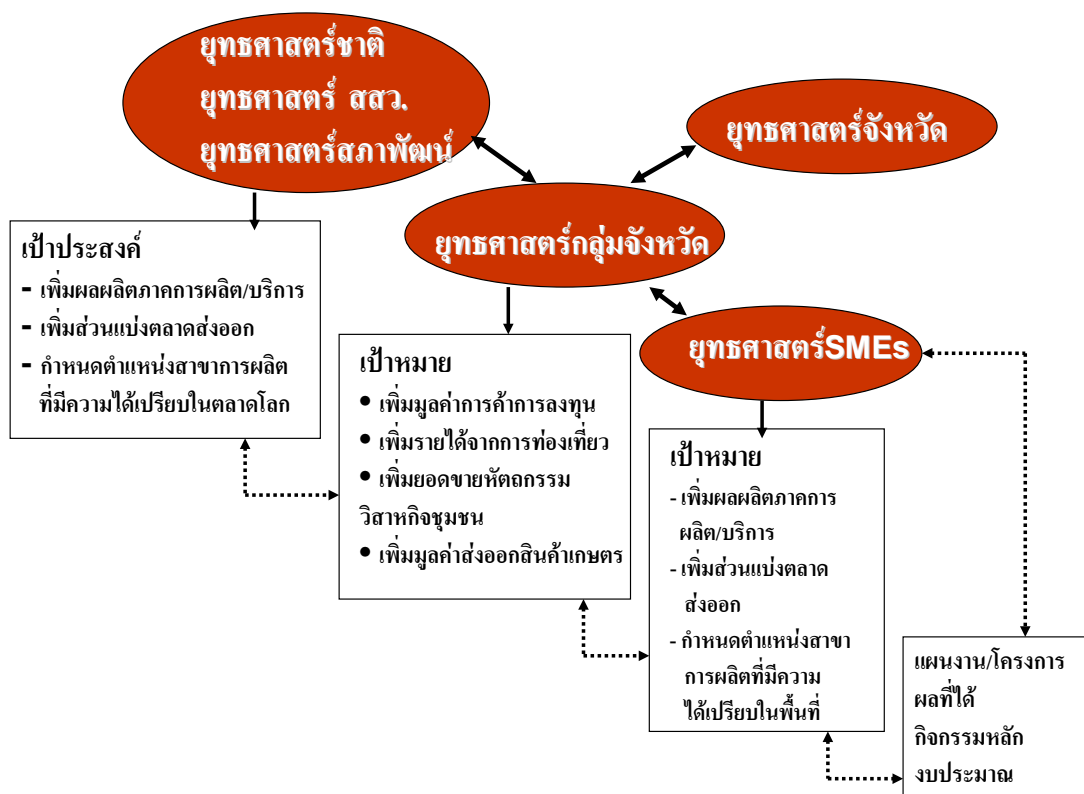 ยุทธศาสตร์ชาติ
ยุทธศาสตร์ สสว.
ยุทธศาสตร์สภาพัฒน์
ยุทธศาสตร์จังหวัด
ยุทธศาสตร์กลุ่มจังหวัด
ยุทธศาสตร์SMEs
เป้าประสงค์
- เพิ่มผลผลิตภาคการผลิต/บริการ
- เพิ่มส่วนแบ่งตลาดส่งออก
- กำหนดตำแหน่งสาขาการผลิต
ที่มีความได้เปรียบในตลาดโลก
เป้าหมาย
• เพิ่มมูลค่าการค้าการลงทุน
• เพิ่มรายได้จากการท่องเที่ยว
• เพิ่มยอดขายหัตถกรรม
วิสาหกิจชุมชน
• เพิ่มมูลค่าส่งออกสินค้าเกษตร
เป้าหมาย
- เพิ่มผลผลิตภาคการ
ผลิต/บริการ
- เพิ่มส่วนแบ่งตลาด
ส่งออก
- กำหนดตำแหน่งสาขา
การผลิตที่มีความ
ได้เปรียบในพื้นที่
แผนงาน/โครงการ
ผลที่ได้
กิจกรรมหลัก
งบประมาณ